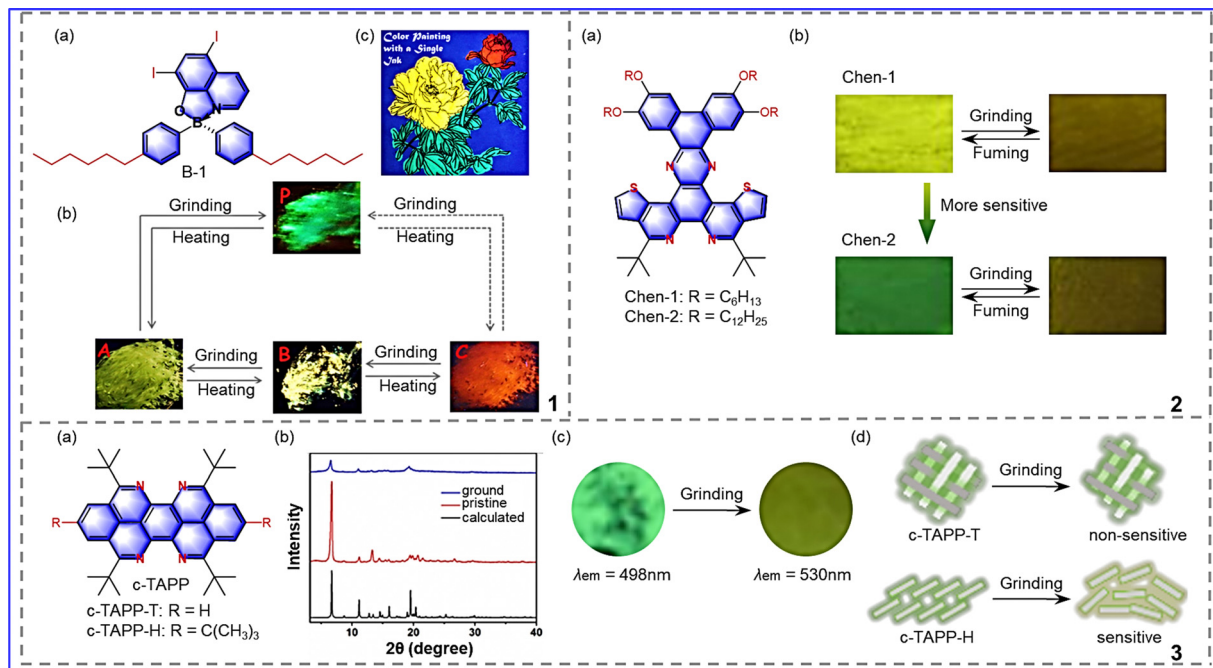 (a)
I
I
O
N
B
B-1
(c)
Color Painting
with a Single
Ink
(b)
P
Grinding
Heating
Grinding
Heating
A
Grinding
Heating
B
Grinding
Heating
C
1
(a)
RO
OR
RO
OR
N
N
S
S
N
N
Chen-1: R = C₆H₁₃
Chen-2: R = C₁₂H₂₅
(b)
Chen-1
Grinding
Fuming
More sensitive
Chen-2
Grinding
Fuming
2
(a)
N
N
R
R
N
N
c-TAPP
c-TAPP-T: R = H
c-TAPP-H: R = C(CH₃)₃
(b)
Intensity
ground
pristine
calculated
10
20
30
40
2θ (degree)
(c)
Grinding
λem = 498nm
λem = 530nm
(d)
Grinding
c-TAPP-T
non-sensitive
Grinding
c-TAPP-H
sensitive
3